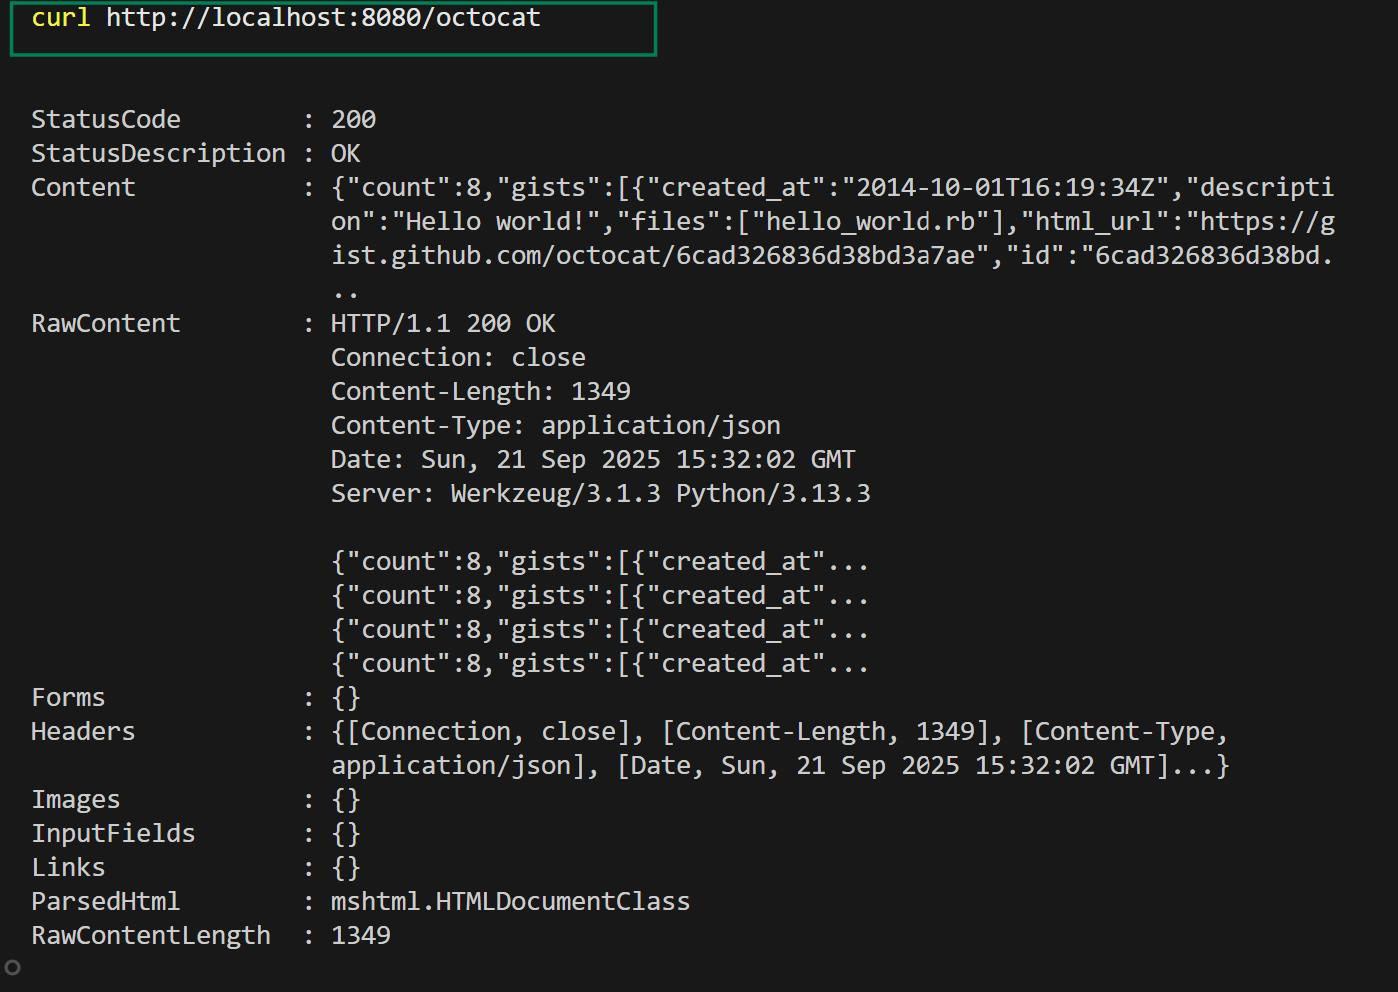 curl http://localhost:8080/octocat
StatusCode        : 200
StatusDescription : OK
Content           : {"count":8,"gists":[{"created_at":"2014-10-01T16:19:34Z","descripti
                    on":"Hello world!","files":["hello_world.rb"],"html_url":"https://g
                    ist.github.com/octocat/6cad326836d38bd3a7ae","id":"6cad326836d38bd.
                    ..
RawContent        : HTTP/1.1 200 OK
                    Connection: close
                    Content-Length: 1349
                    Content-Type: application/json
                    Date: Sun, 21 Sep 2025 15:32:02 GMT
                    Server: Werkzeug/3.1.3 Python/3.13.3
                    {"count":8,"gists":[{"created_at"...
                    {"count":8,"gists":[{"created_at"...
                    {"count":8,"gists":[{"created_at"...
                    {"count":8,"gists":[{"created_at"...
Forms             : {}
Headers           : {[Connection, close], [Content-Length, 1349], [Content-Type,
                    application/json], [Date, Sun, 21 Sep 2025 15:32:02 GMT]...}
Images            : {}
InputFields       : {}
Links             : {}
ParsedHtml        : mshtml.HTMLDocumentClass
RawContentLength  : 1349